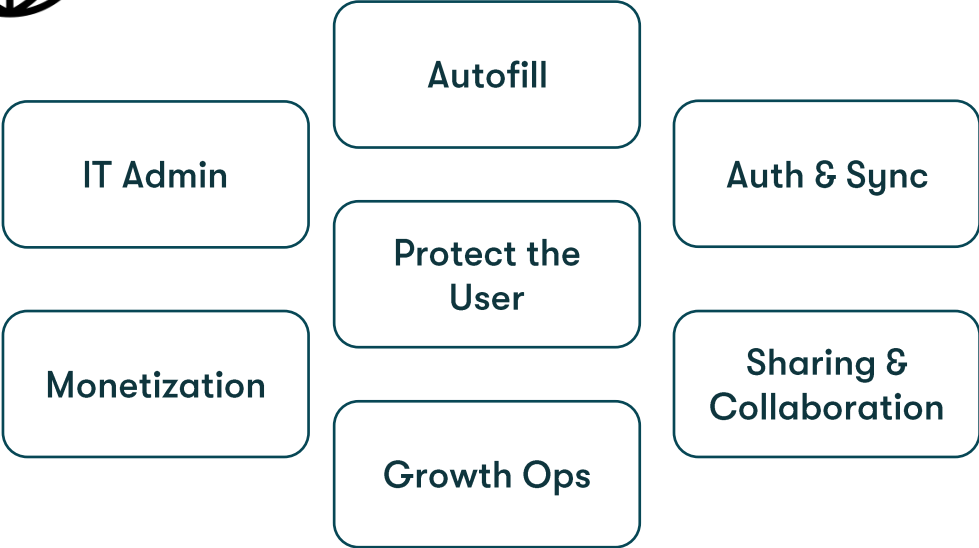 Autofill
IT Admin
Auth & Sync
Protect the
User
Monetization
Sharing &
Collaboration
Growth Ops